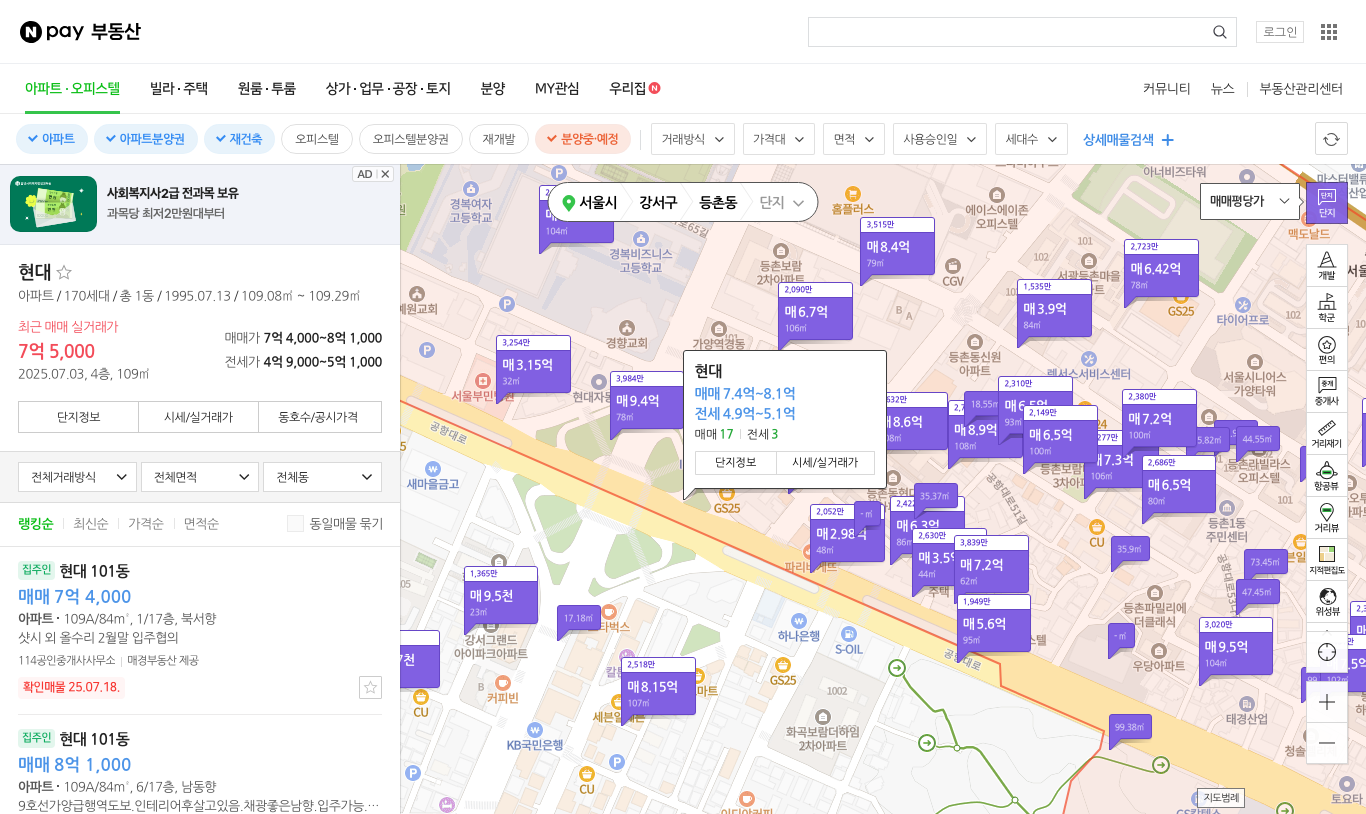 N pay 부동산
로그인
아파트·오피스텔
빌라·주택
원룸·투룸
상가·업무·공장·토지
분양
MY관심
우리집 N
커뮤니티
뉴스
부동산관리센터
아파트
아파트분양권
재건축
오피스텔
오피스텔분양권
재개발
분양중·예정
거래방식
가격대
면적
사용승인일
세대수
상세매물검색
사회복지사2급 전과목 보유
과목당 최저2만원대부터
AD
현대
아파트 / 170세대 / 총 1동 / 1995.07.13 / 109.08㎡ ~ 109.29㎡
최근 매매 실거래가
7억 5,000
2025.07.03, 4층, 109㎡
매매가 7억 4,000~8억 1,000
전세가 4억 9,000~5억 1,000
단지정보
시세/실거래가
동호수/공시가격
전체거래방식
전체면적
전체동
랭킹순
최신순
가격순
면적순
동일매물 묶기
집주인 현대 101동
매매 7억 4,000
아파트 · 109A/84㎡, 1/17층, 북서향
샷시 외 올수리 2월말 입주협의
114공인중개사사무소
매경부동산 제공
확인매물 25.07.18.
집주인 현대 101동
매매 8억 1,000
아파트 · 109A/84㎡, 6/17층, 남동향
9호선가양급행역도보.인테리어후살고있음.채광좋은남향.입주가능.…
서울시
강서구
등촌동
단지
매매평당가
단지
단지
개발
학군
편의
중개
중개사
거리재기
항공뷰
거리뷰
지적편집도
위성뷰
지도범례
현대
매매 7.4억~8.1억
전세 4.9억~5.1억
매매 17
전세 3
단지정보
시세/실거래가
104㎡
3,515만
매8.4억
79㎡
2,723만
매6.42억
78㎡
2,090만
매6.7억
106㎡
1,535만
매3.9억
84㎡
3,254만
매3.15억
32㎡
3,984만
매9.4억
78㎡
매8.9억
108㎡
18.55㎡
2,310만
93㎡
2,149만
매6.5억
100㎡
2,380만
매7.2억
100㎡
매7.3억
106㎡
44.55㎡
2,686만
매6.5억
80㎡
35.37㎡
2,052만
48㎡
- ㎡
매6.3억
2,630만
44㎡
3,839만
매7.2억
62㎡
1,949만
매5.6억
95㎡
35.9㎡
73.45㎡
47.45㎡
- ㎡
3,020만
매9.5억
104㎡
99.38㎡
1,365만
매9.5천
23㎡
17.18㎡
2,518만
매8.15억
107㎡
경복여자
고등학교
경복비즈니스
고등학교
홈플러스
에이스에이존
오피스텔
아너비즈타워
맥도날드
등촌보람
2차아파트
CGV
서광등촌마을
아파트
101
102
GS25
타이어프로
경향교회
가양역경동
B
A
등촌동신원
아파트
렉서스서비스센터
서울시니어스
가양타워
서울부민병원
공항대로
새마을금고
GS25
공항대로51길
CU
등촌1동
주민센터
공항대로53길
주택
하나은행
S-OIL
공항대로
등촌파밀리에
더클래식
우당아파트
강서그랜드
아이파크아파트
B
커피빈
CU
GS25
1002
화곡보람더하임
2차아파트
KB국민은행
CU
태경산업
토요타
P
P
P
P
P